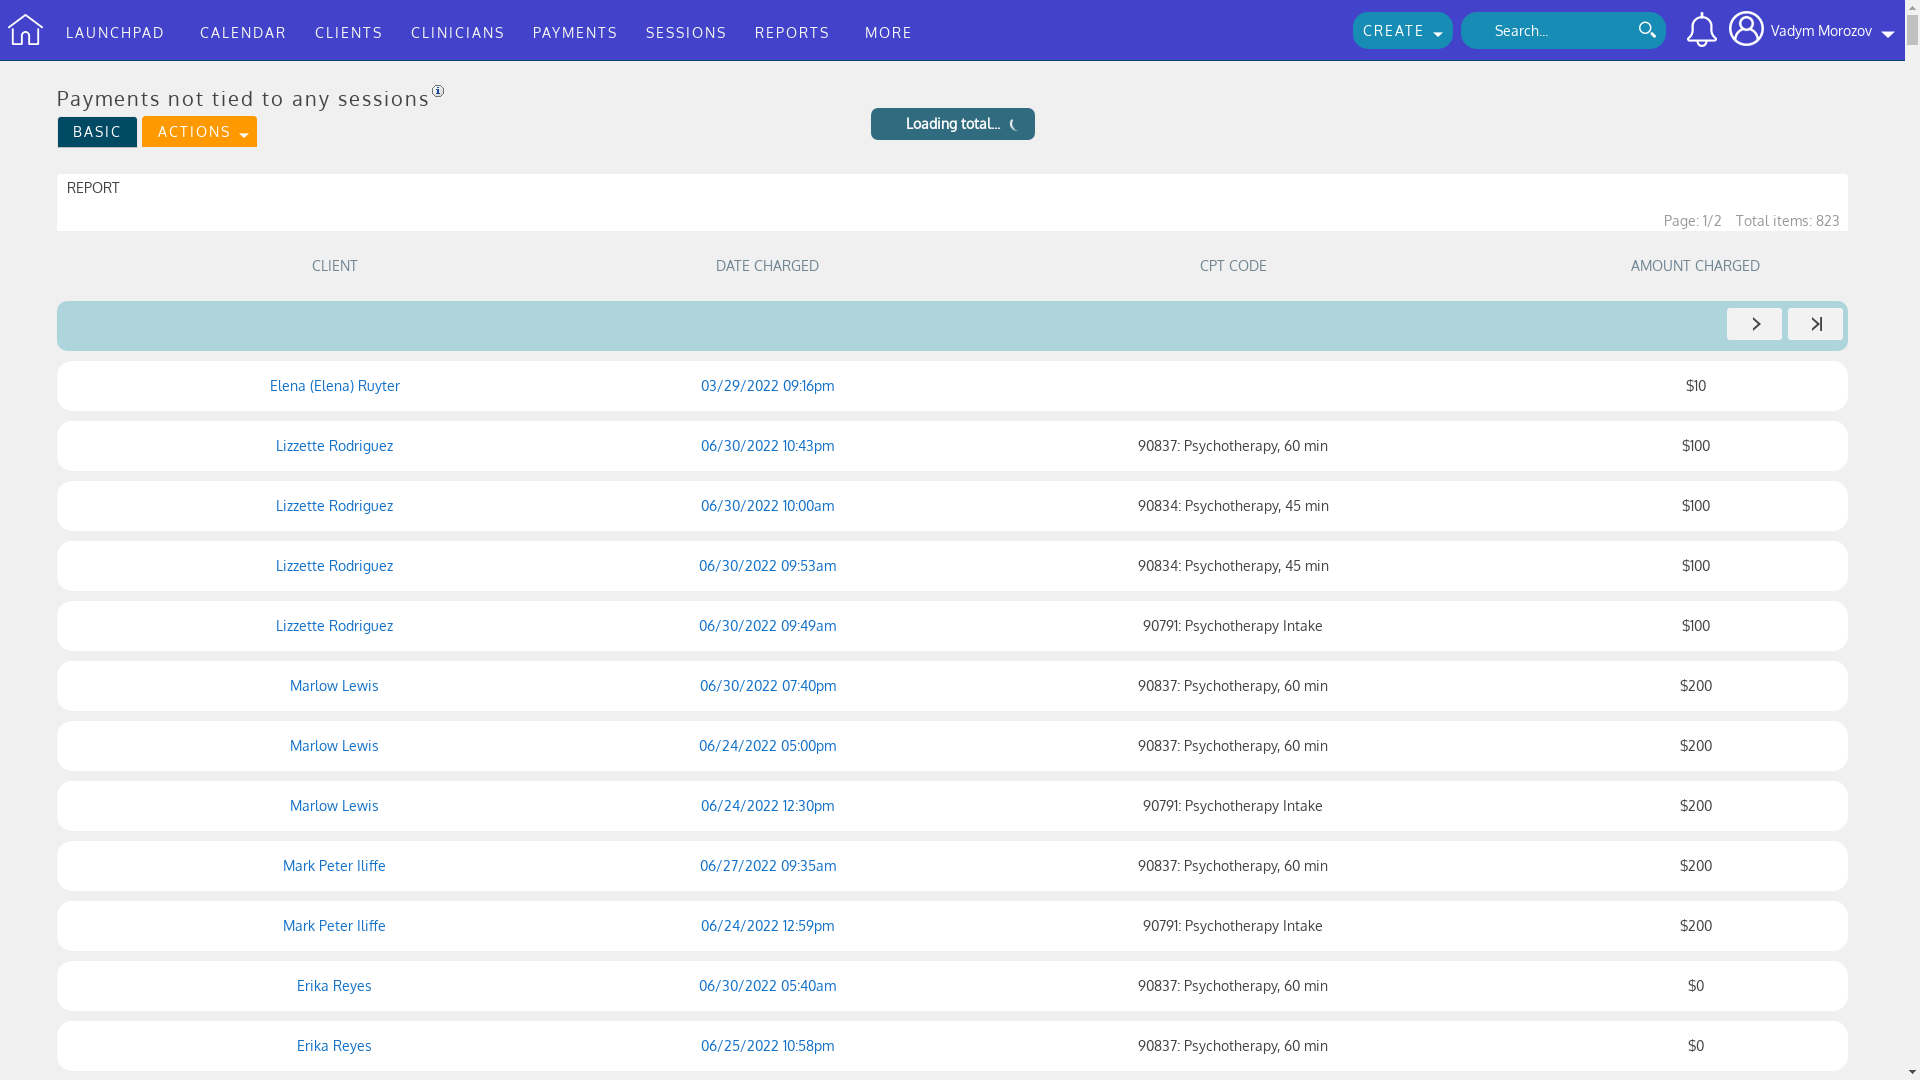 LAUNCHPAD CALENDAR CLIENTS CLINICIANS PAYMENTS SESSIONS REPORTS MORE CREATE Search... Vadym Morozov
Payments not tied to any sessions
Loading total...
BASIC ACTIONS
REPORT
Page: 1/2 Total items: 823
CLIENT DATE CHARGED CPT CODE AMOUNT CHARGED
Elena (Elena) Ruyter 03/29/2022 09:16pm $10
Lizzette Rodriguez 06/30/2022 10:43pm 90837: Psychotherapy, 60 min $100
Lizzette Rodriguez 06/30/2022 10:00am 90834: Psychotherapy, 45 min $100
Lizzette Rodriguez 06/30/2022 09:53am 90834: Psychotherapy, 45 min $100
Lizzette Rodriguez 06/30/2022 09:49am 90791: Psychotherapy Intake $100
Marlow Lewis 06/30/2022 07:40pm 90837: Psychotherapy, 60 min $200
Marlow Lewis 06/24/2022 05:00pm 90837: Psychotherapy, 60 min $200
Marlow Lewis 06/24/2022 12:30pm 90791: Psychotherapy Intake $200
Mark Peter Iliffe 06/27/2022 09:35am 90837: Psychotherapy, 60 min $200
Mark Peter Iliffe 06/24/2022 12:59pm 90791: Psychotherapy Intake $200
Erika Reyes 06/30/2022 05:40am 90837: Psychotherapy, 60 min $0
Erika Reyes 06/25/2022 10:58pm 90837: Psychotherapy, 60 min $0